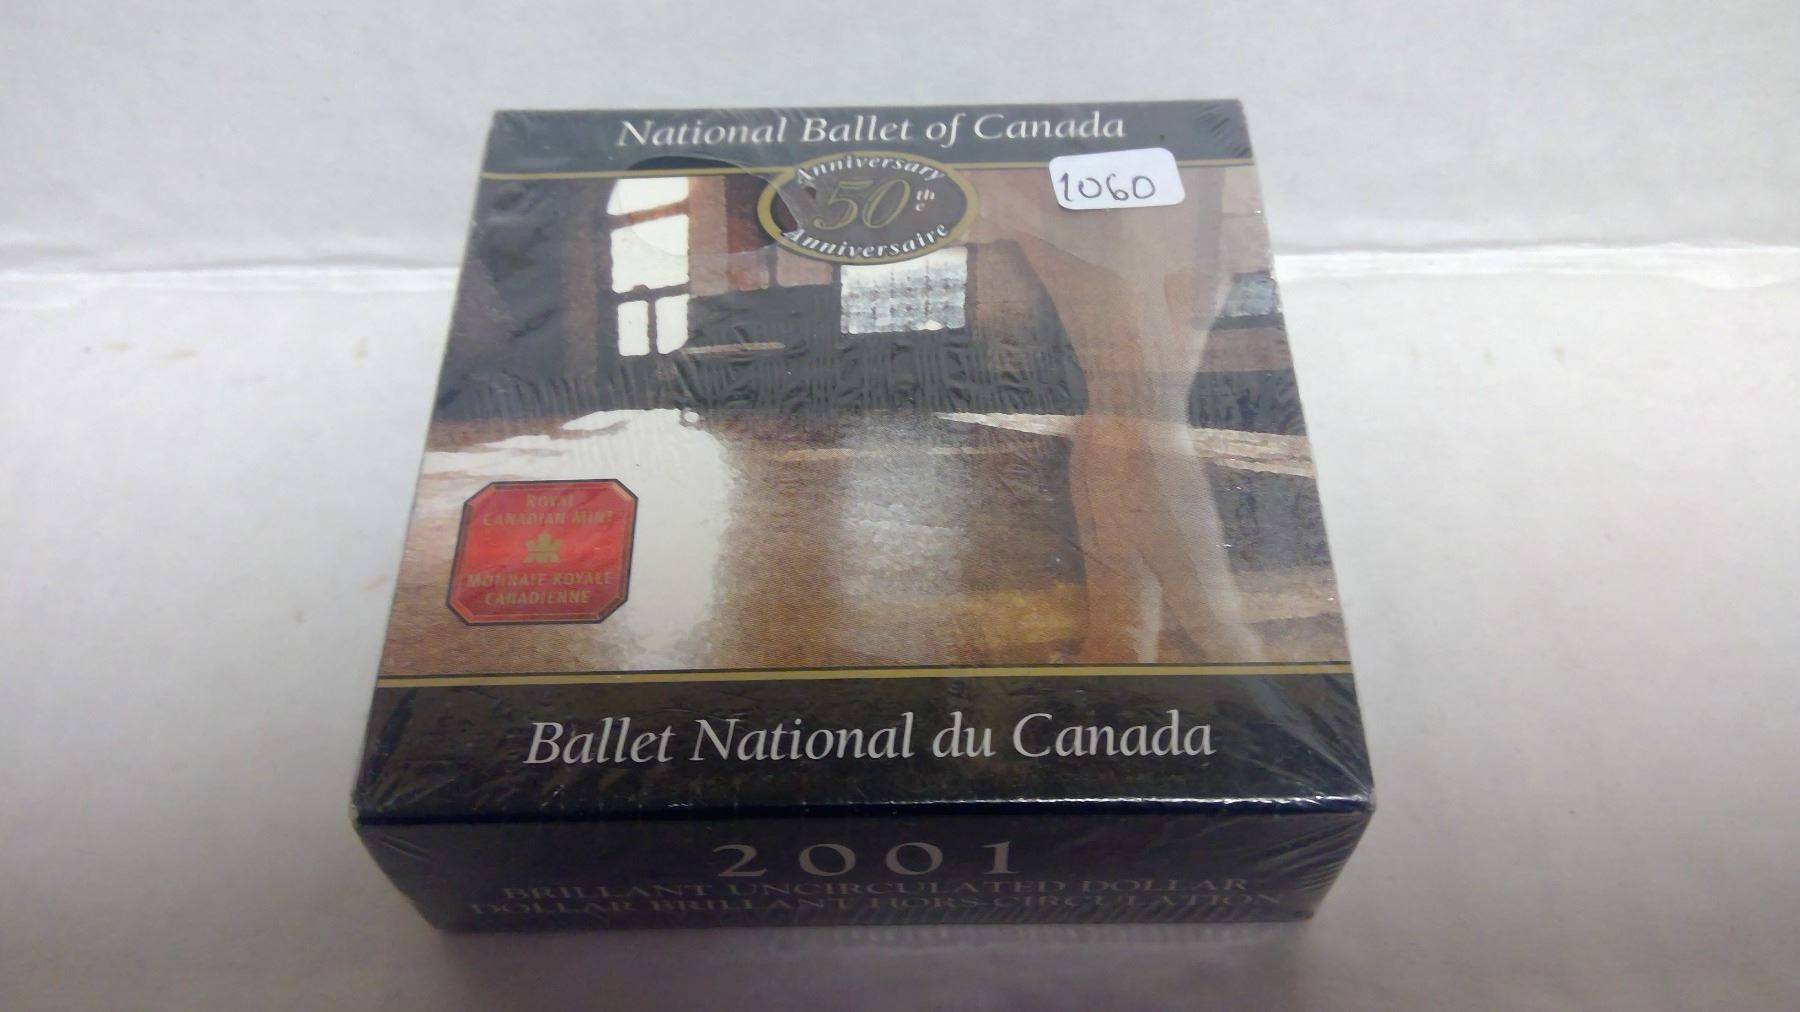 National Ballet of Canada
Anniversary
50th
e
Anniversaire
1060
ROYAL
CANADIAN MINT
MONNAIE ROYALE
CANADIENNE
Ballet National du Canada
2001
BRILLANT UNCIRCULATED DOLLAR
DOLLAR BRILLANT HORS-CIRCULATION